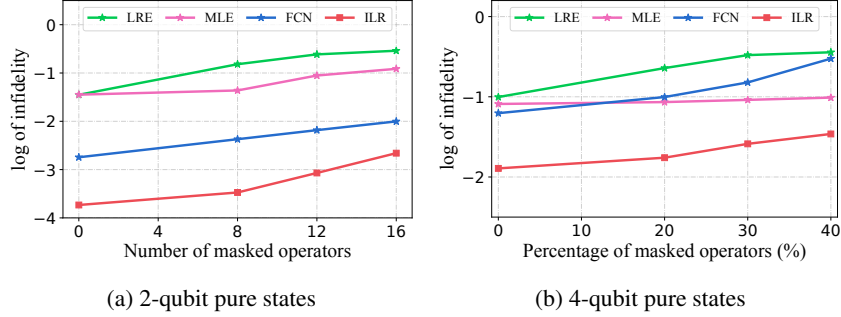 LRE MLE FCN ILR
0
−1
−2
−3
−4
log of infidelity
0 4 8 12 16
Number of masked operators
(a) 2-qubit pure states
LRE MLE FCN ILR
0
−1
−2
log of infidelity
0 10 20 30 40
Percentage of masked operators (%)
(b) 4-qubit pure states